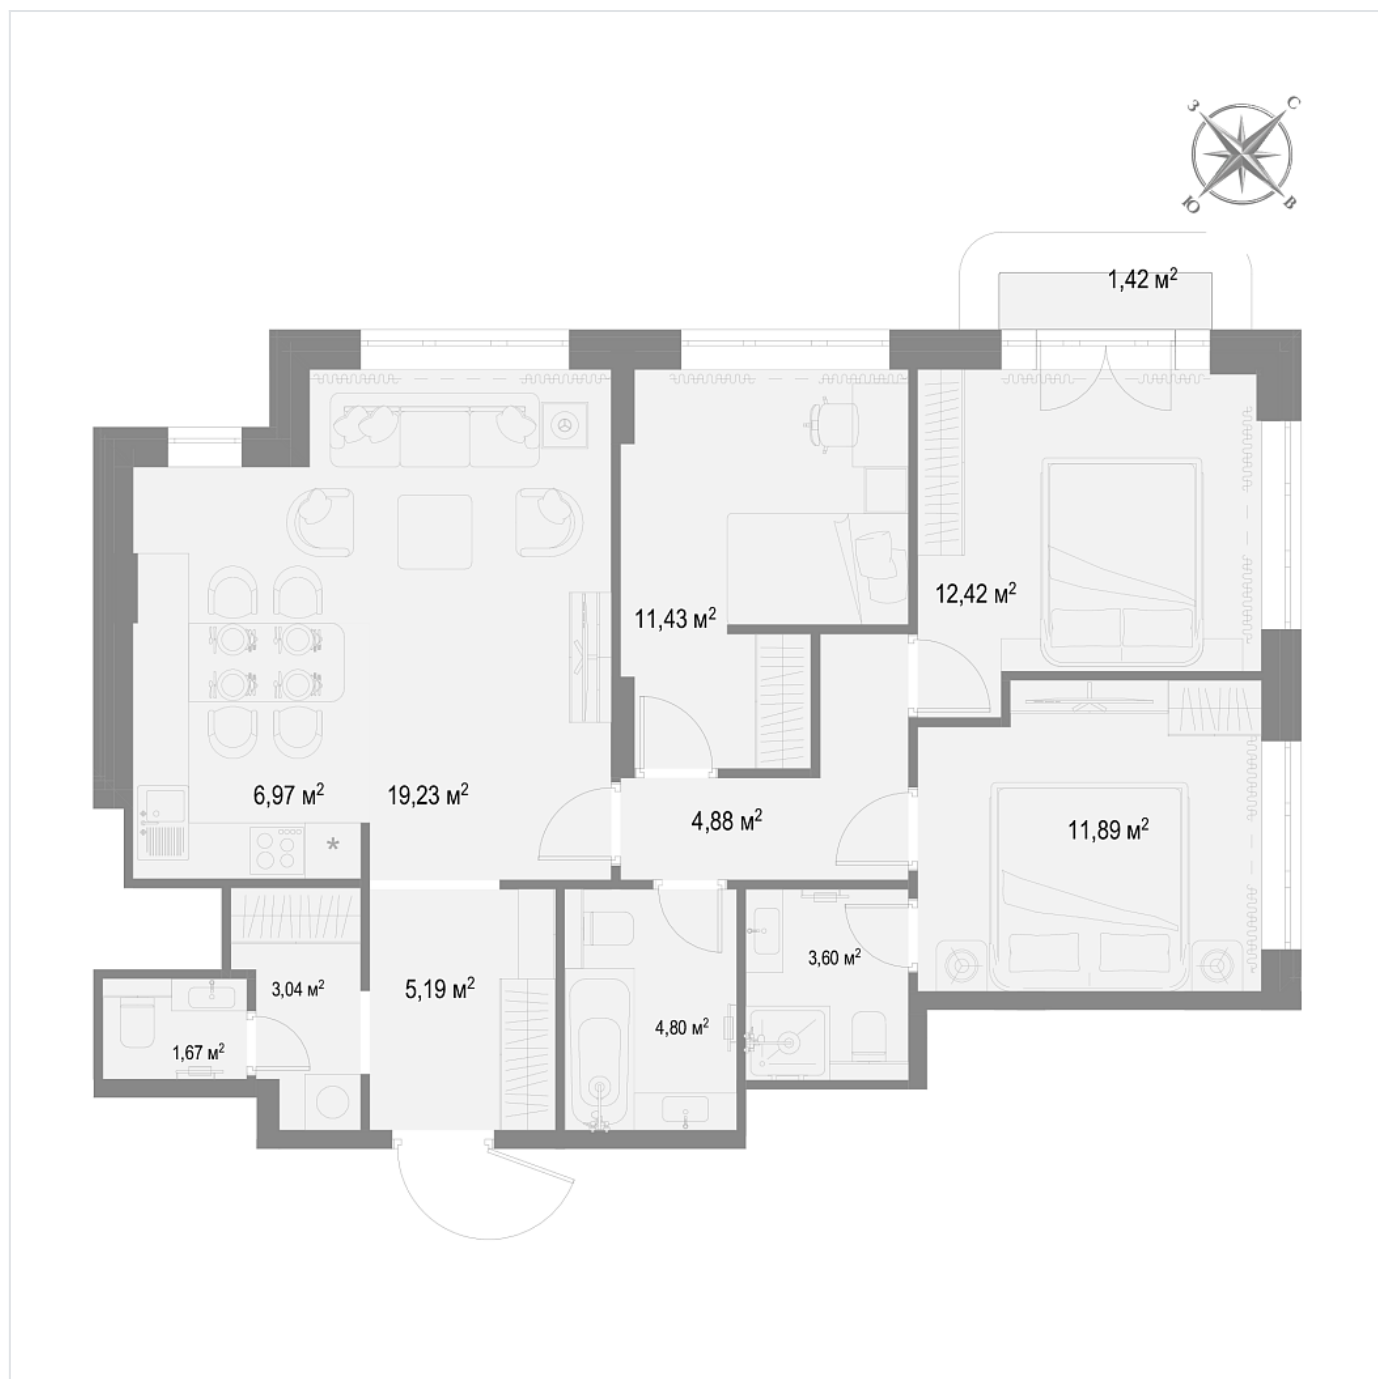 З
С
Ю
В
1,42 м²
12,42 м²
11,43 м²
6,97 м²
19,23 м²
4,88 м²
11,89 м²
3,60 м²
3,04 м²
5,19 м²
4,80 м²
1,67 м²